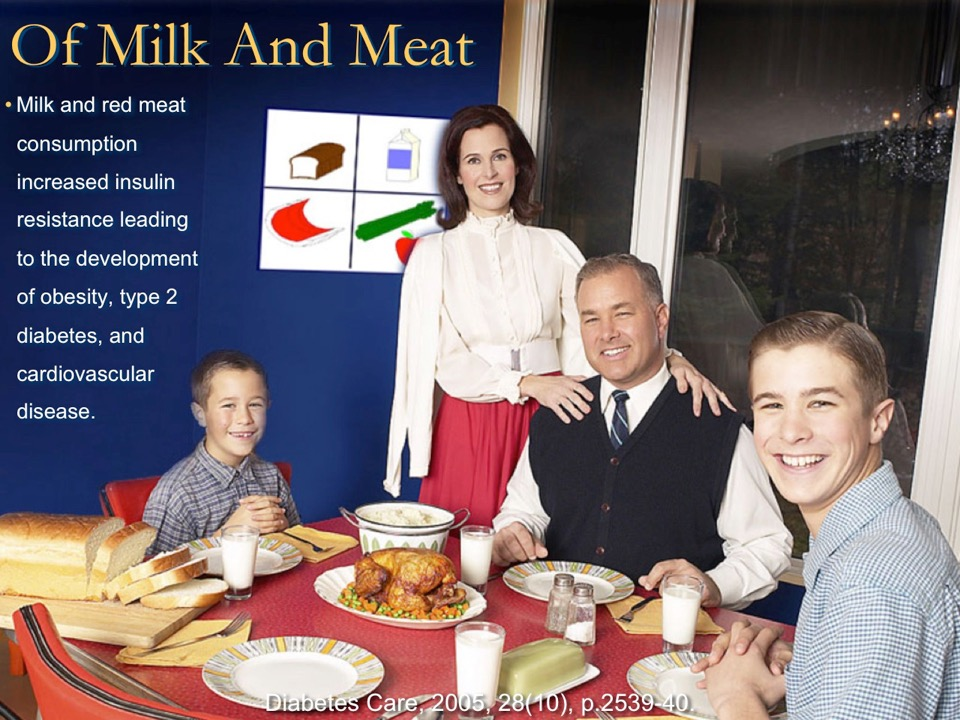 Of Milk And Meat
• Milk and red meat
consumption
increased insulin
resistance leading
to the development
of obesity, type 2
diabetes, and
cardiovascular
disease.
Diabetes Care, 2005, 28(10), p.2539-40.